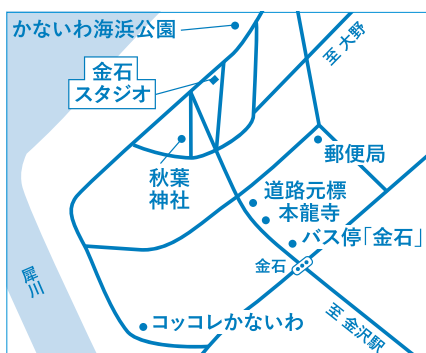 かないわ海浜公園
至 大野
金石
スタジオ
郵便局
秋葉
神社
道路元標
本龍寺
バス停「金石」
金石
犀川
至 金沢駅
コッコレかないわ